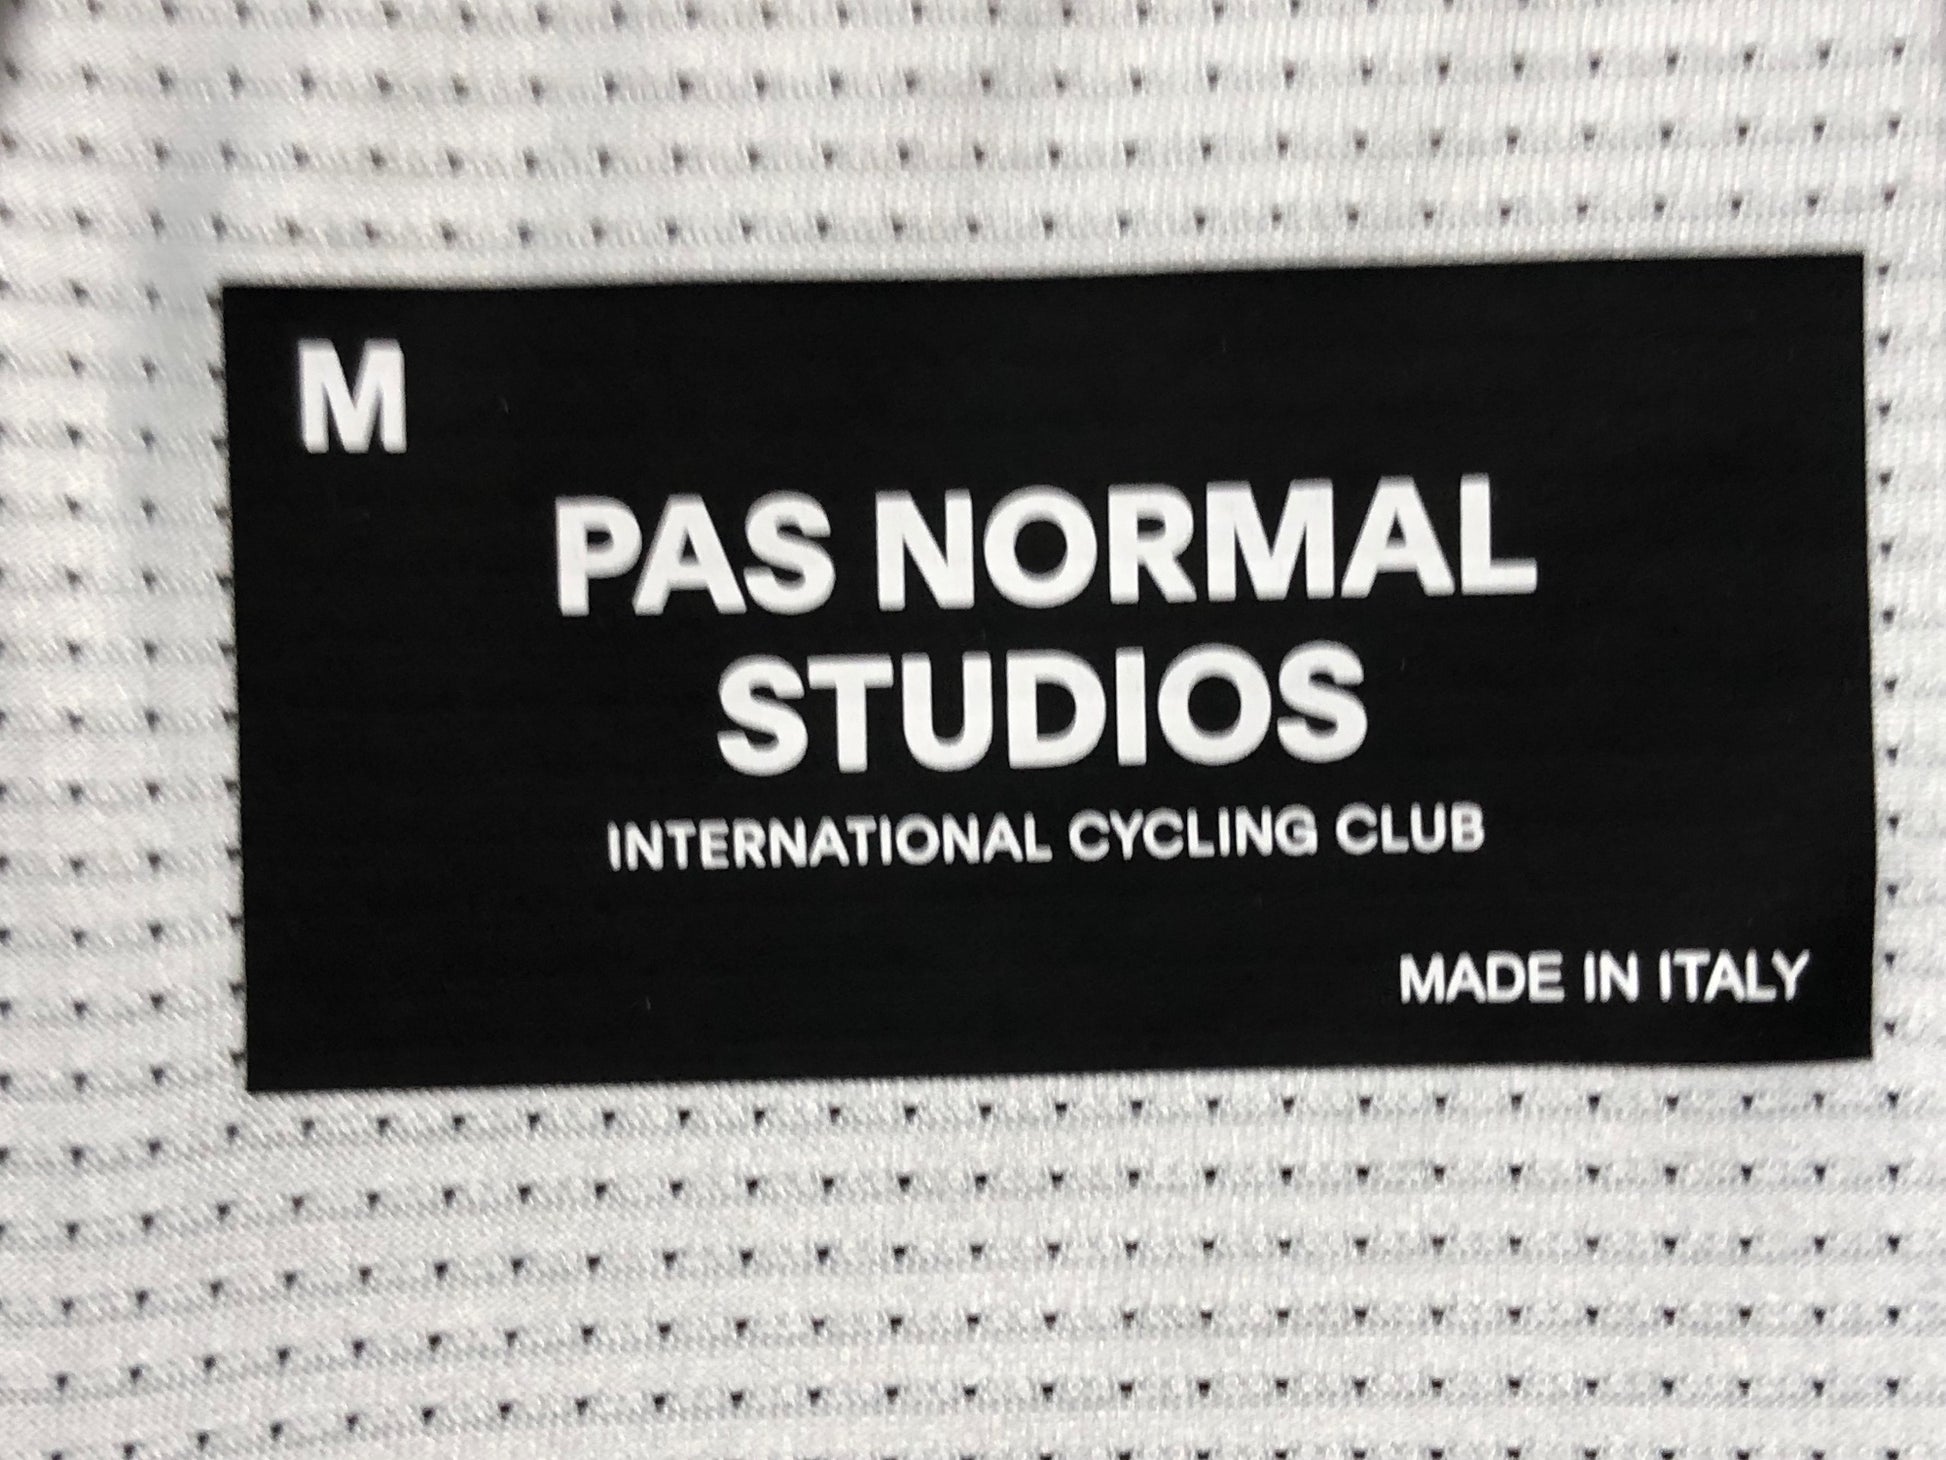 M
PAS NORMAL
STUDIOS
INTERNATIONAL CYCLING CLUB
MADE IN ITALY